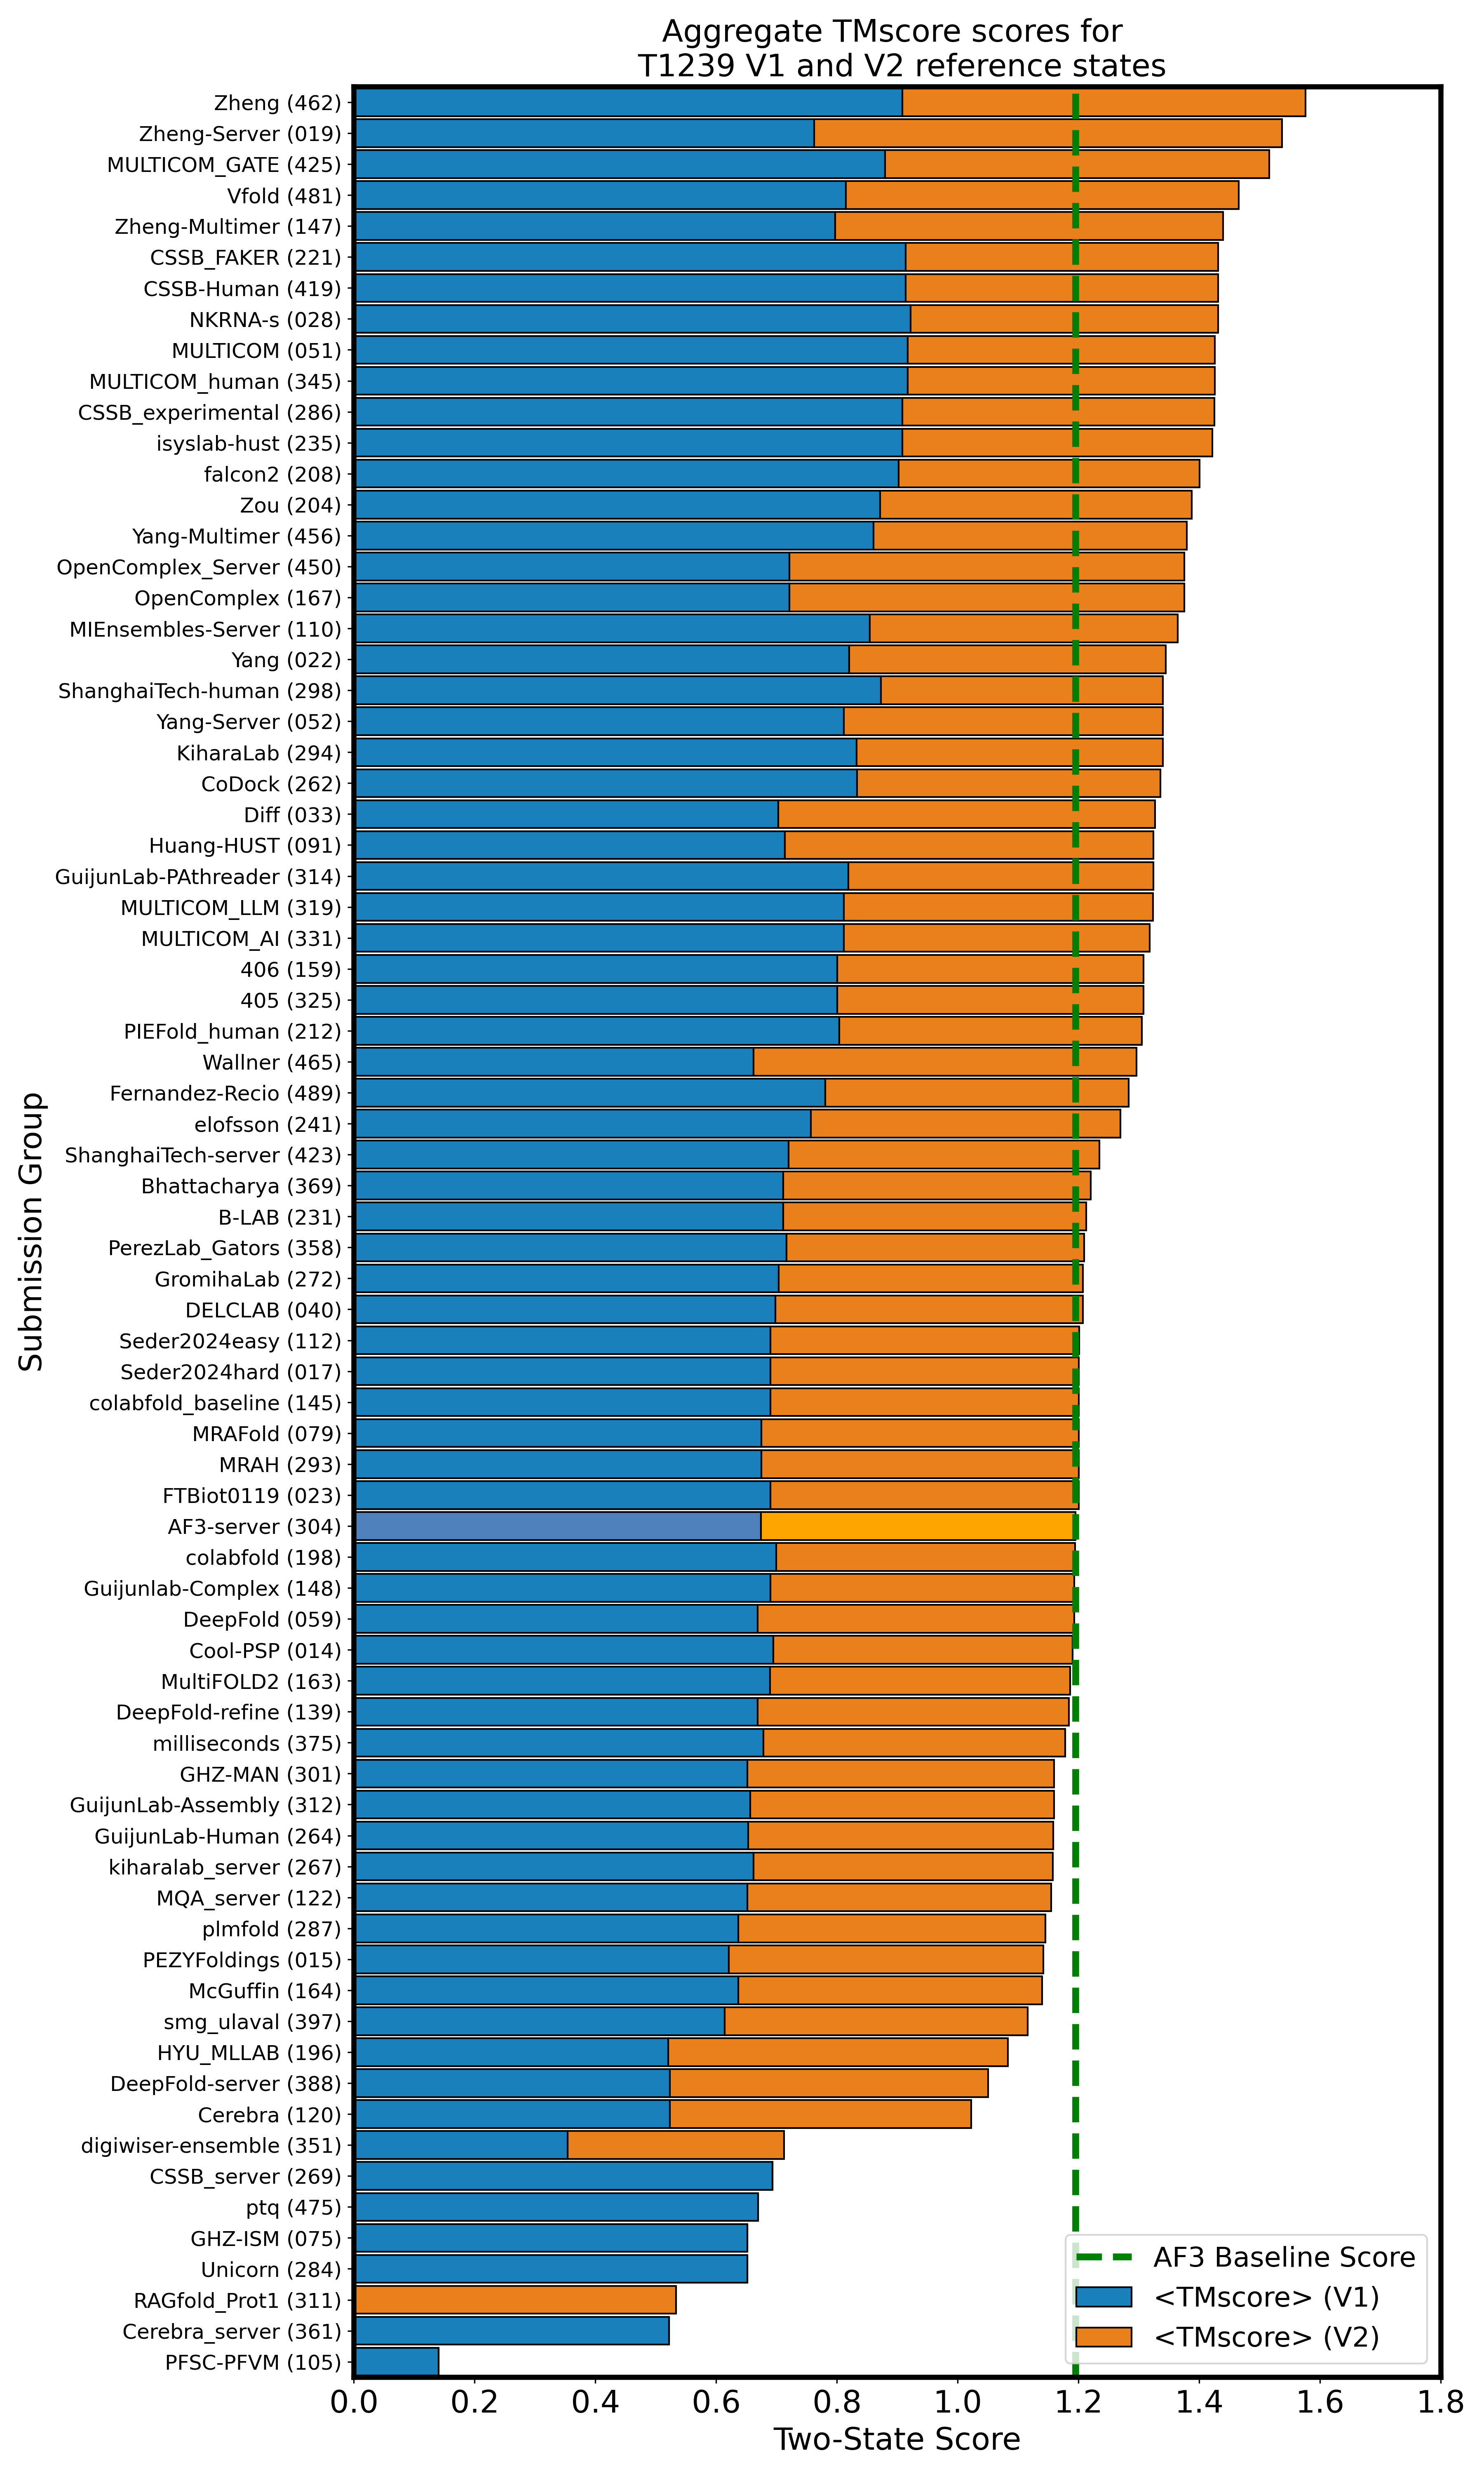 Aggregate TMscore scores for
T1239 V1 and V2 reference states
Submission Group
Zheng (462)
Zheng-Server (019)
MULTICOM_GATE (425)
Vfold (481)
Zheng-Multimer (147)
CSSB_FAKER (221)
CSSB-Human (419)
NKRNA-s (028)
MULTICOM (051)
MULTICOM_human (345)
CSSB_experimental (286)
isyslab-hust (235)
falcon2 (208)
Zou (204)
Yang-Multimer (456)
OpenComplex_Server (450)
OpenComplex (167)
MIEnsembles-Server (110)
Yang (022)
ShanghaiTech-human (298)
Yang-Server (052)
KiharaLab (294)
CoDock (262)
Diff (033)
Huang-HUST (091)
GuijunLab-PAthreader (314)
MULTICOM_LLM (319)
MULTICOM_AI (331)
406 (159)
405 (325)
PIEFold_human (212)
Wallner (465)
Fernandez-Recio (489)
elofsson (241)
ShanghaiTech-server (423)
Bhattacharya (369)
B-LAB (231)
PerezLab_Gators (358)
GromihaLab (272)
DELCLAB (040)
Seder2024easy (112)
Seder2024hard (017)
colabfold_baseline (145)
MRAFold (079)
MRAH (293)
FTBiot0119 (023)
AF3-server (304)
colabfold (198)
Guijunlab-Complex (148)
DeepFold (059)
Cool-PSP (014)
MultiFOLD2 (163)
DeepFold-refine (139)
milliseconds (375)
GHZ-MAN (301)
GuijunLab-Assembly (312)
GuijunLab-Human (264)
kiharalab_server (267)
MQA_server (122)
plmfold (287)
PEZYFoldings (015)
McGuffin (164)
smg_ulaval (397)
HYU_MLLAB (196)
DeepFold-server (388)
Cerebra (120)
digiwiser-ensemble (351)
CSSB_server (269)
ptq (475)
GHZ-ISM (075)
Unicorn (284)
RAGfold_Prot1 (311)
Cerebra_server (361)
PFSC-PFVM (105)
AF3 Baseline Score
<TMscore> (V1)
<TMscore> (V2)
0.0 0.2 0.4 0.6 0.8 1.0 1.2 1.4 1.6 1.8
Two-State Score